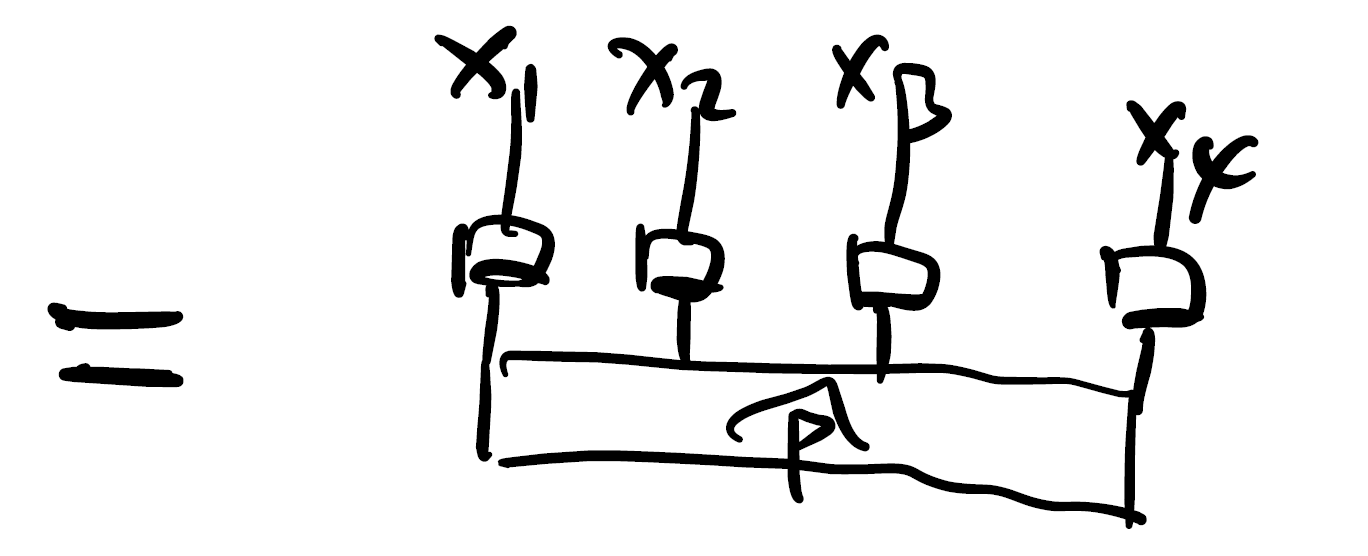 x1 x2 x3 x4
=
p̂